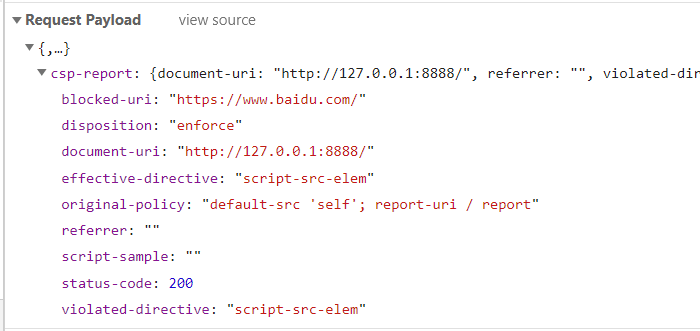 Request Payload view source
{,…}
csp-report: {document-uri: "http://127.0.0.1:8888/", referrer: "", violated-dir
blocked-uri: "https://www.baidu.com/"
disposition: "enforce"
document-uri: "http://127.0.0.1:8888/"
effective-directive: "script-src-elem"
original-policy: "default-src 'self'; report-uri / report"
referrer: ""
script-sample: ""
status-code: 200
violated-directive: "script-src-elem"